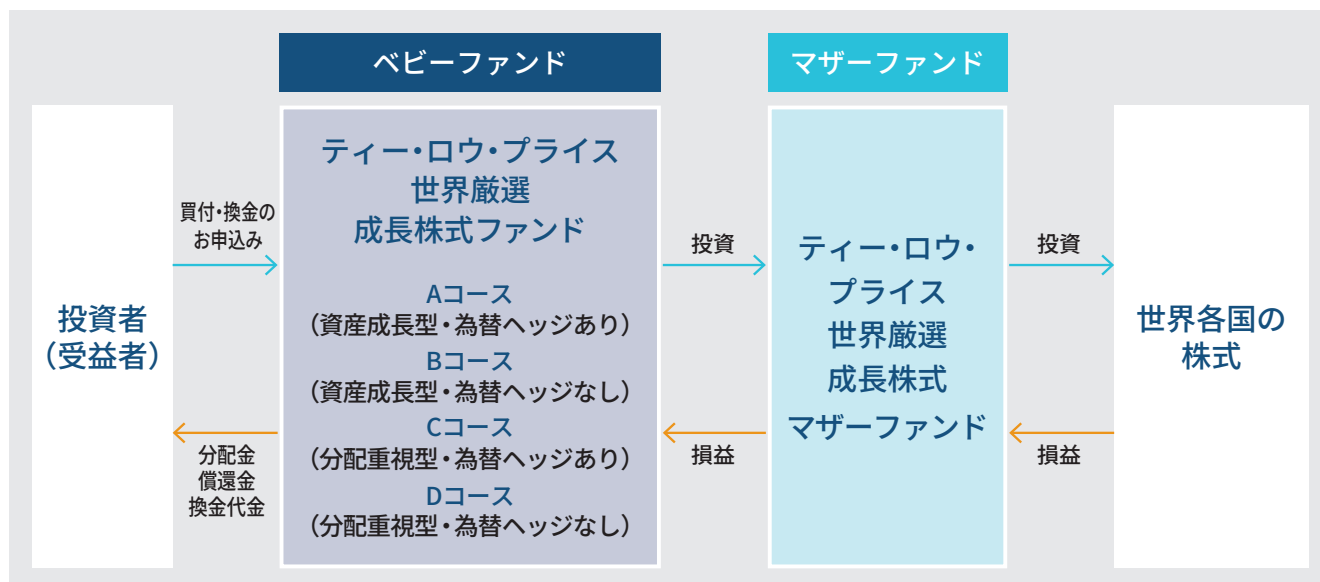 ベビーファンド
マザーファンド
投資者
（受益者）
買付・換金の
お申込み
分配金
償還金
換金代金
ティー・ロウ・プライス
世界厳選
成長株式ファンド
Aコース
（資産成長型・為替ヘッジあり）
Bコース
（資産成長型・為替ヘッジなし）
Cコース
（分配重視型・為替ヘッジあり）
Dコース
（分配重視型・為替ヘッジなし）
投資
損益
ティー・ロウ・
プライス
世界厳選
成長株式
マザーファンド
投資
損益
世界各国の
株式